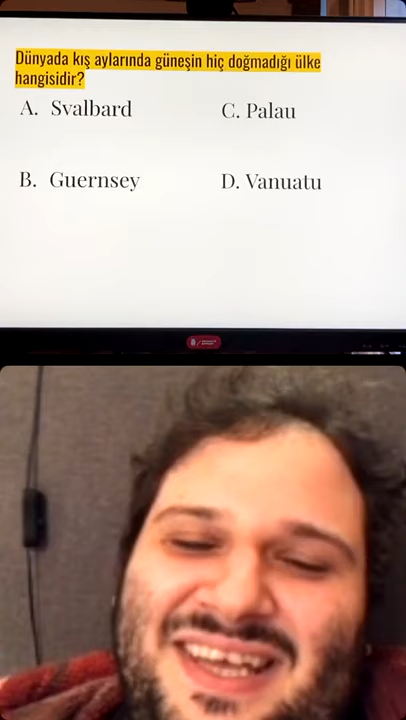 Dünyada kış aylarında güneşin hiç doğmadığı ülke
hangisidir?
A. Svalbard
C. Palau
B. Guernsey
D. Vanuatu